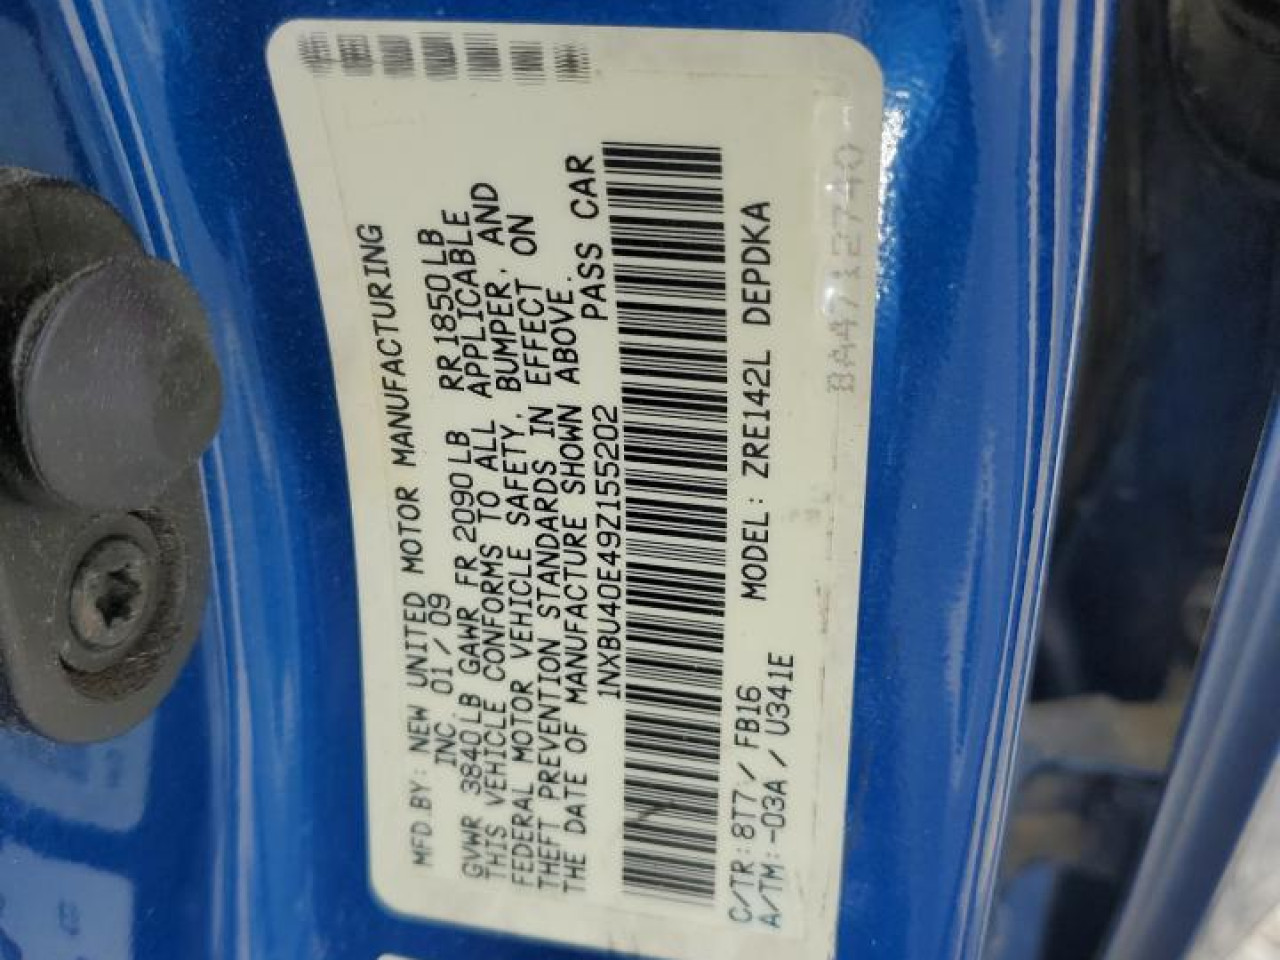 MFD.BY: NEW UNITED MOTOR MANUFACTURING
INC. 01/09
GVWR 3840LB GAWR FR 2090LB RR 1850LB
THIS VEHICLE CONFORMS TO ALL APPLICABLE
FEDERAL MOTOR VEHICLE SAFETY, BUMPER, AND
THEFT PREVENTION STANDARDS IN EFFECT ON
THE DATE OF MANUFACTURE SHOWN ABOVE.
1NXBU40E49Z155202 PASS CAR
C/TR:8T7/FB16 MODEL: ZRE142L DEPDKA
A/TM:-03A/U341E